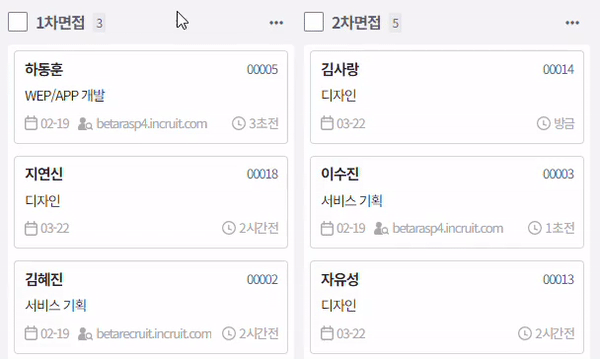 1차면접 3
하동훈 00005
WEP/APP 개발
02-19 betarasp4.incruit.com 3초전
지연신 00018
디자인
03-22 2시간전
김혜진 00002
서비스 기획
02-19 betarecruit.incruit.com 2시간전
2차면접 5
김사랑 00014
디자인
03-22 방금
이수진 00003
서비스 기획
02-19 betarasp4.incruit.com 1초전
자유성 00013
디자인
03-22 2시간전